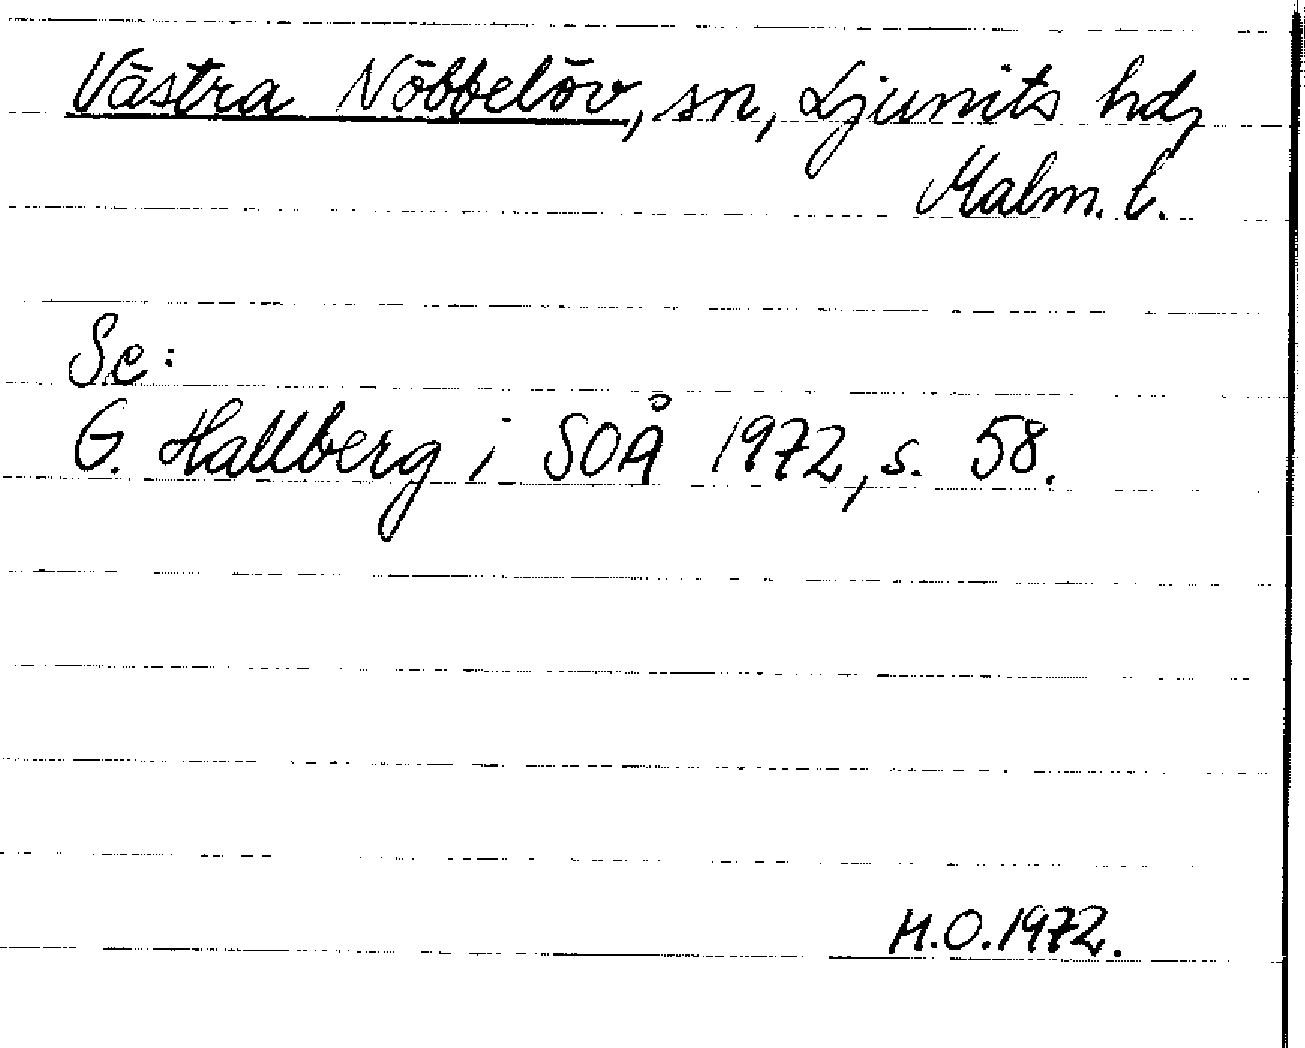 Västra Nöbbelöv, sn, Ljunits hd,
Malm. l.
Se:
G. Hallberg i SOÅ 1972, s. 58.
M.O.1972.